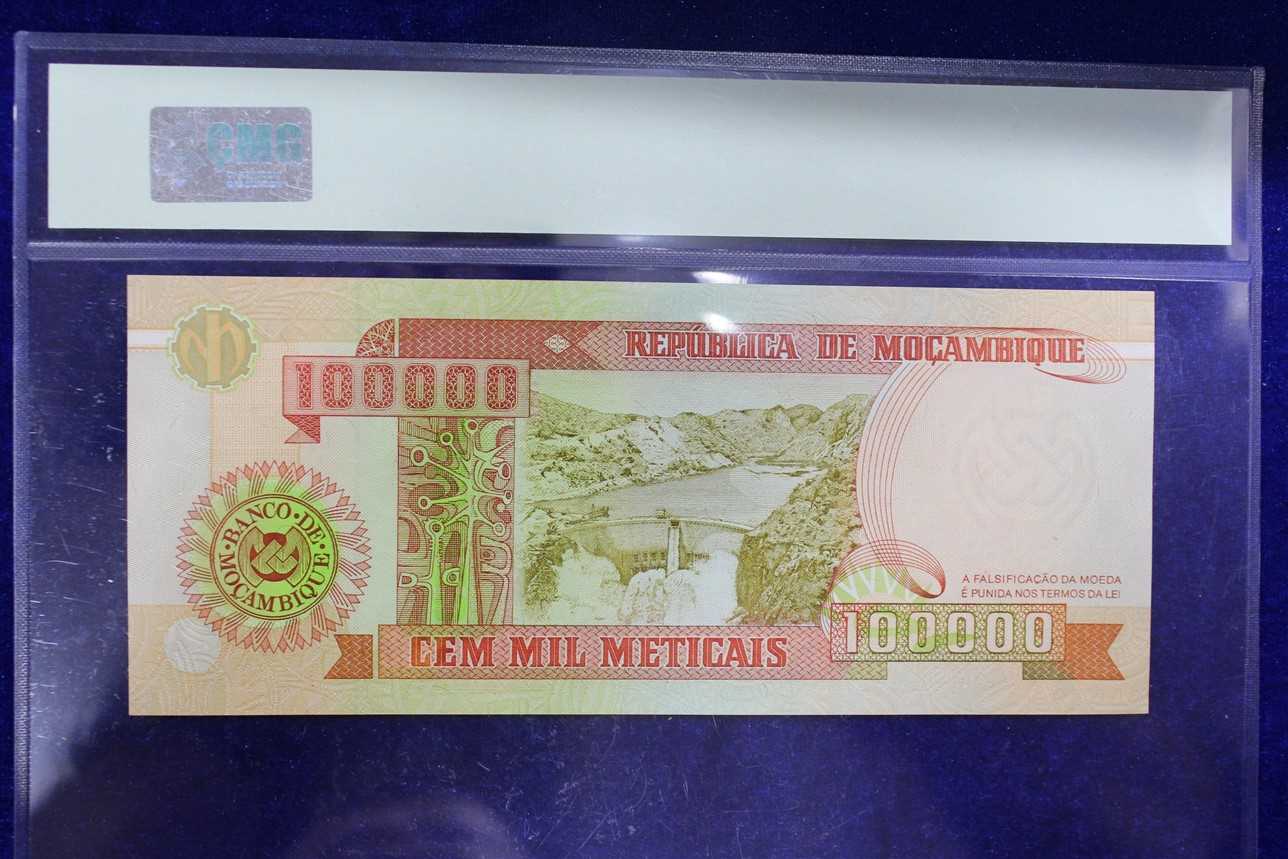 CMG
REPÚBLICA DE MOÇAMBIQUE
100000
BANCO · DE · MOÇAMBIQUE
A FALSIFICAÇÃO DA MOEDA
É PUNIDA NOS TERMOS DA LEI
100000
CEM MIL METICAIS